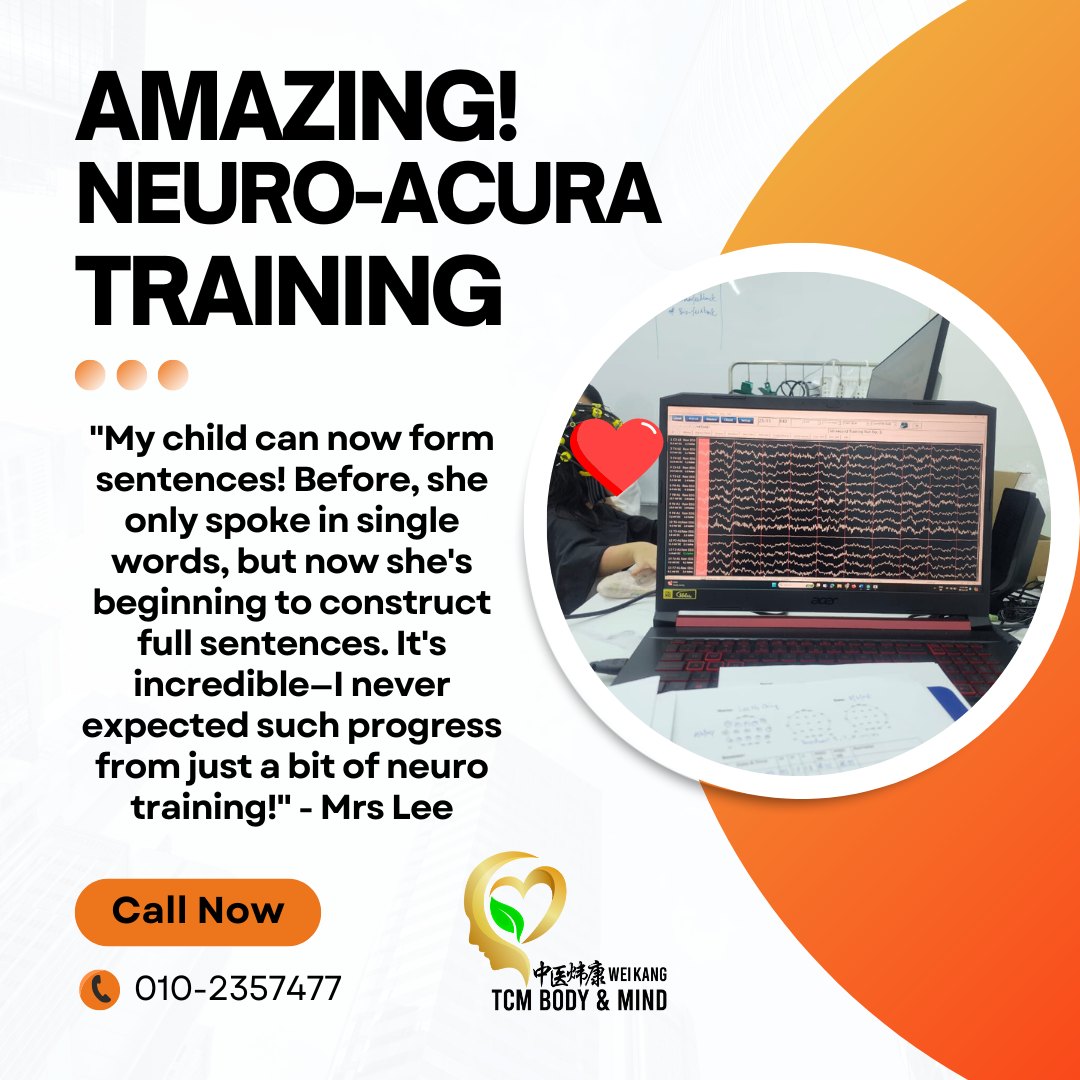 AMAZING!
NEURO-ACURA
TRAINING
"My child can now form
sentences! Before, she
only spoke in single
words, but now she's
beginning to construct
full sentences. It's
incredible—I never
expected such progress
from just a bit of neuro
training!" - Mrs Lee
Call Now
010-2357477
中医炜康 WEI KANG
TCM BODY & MIND
acer